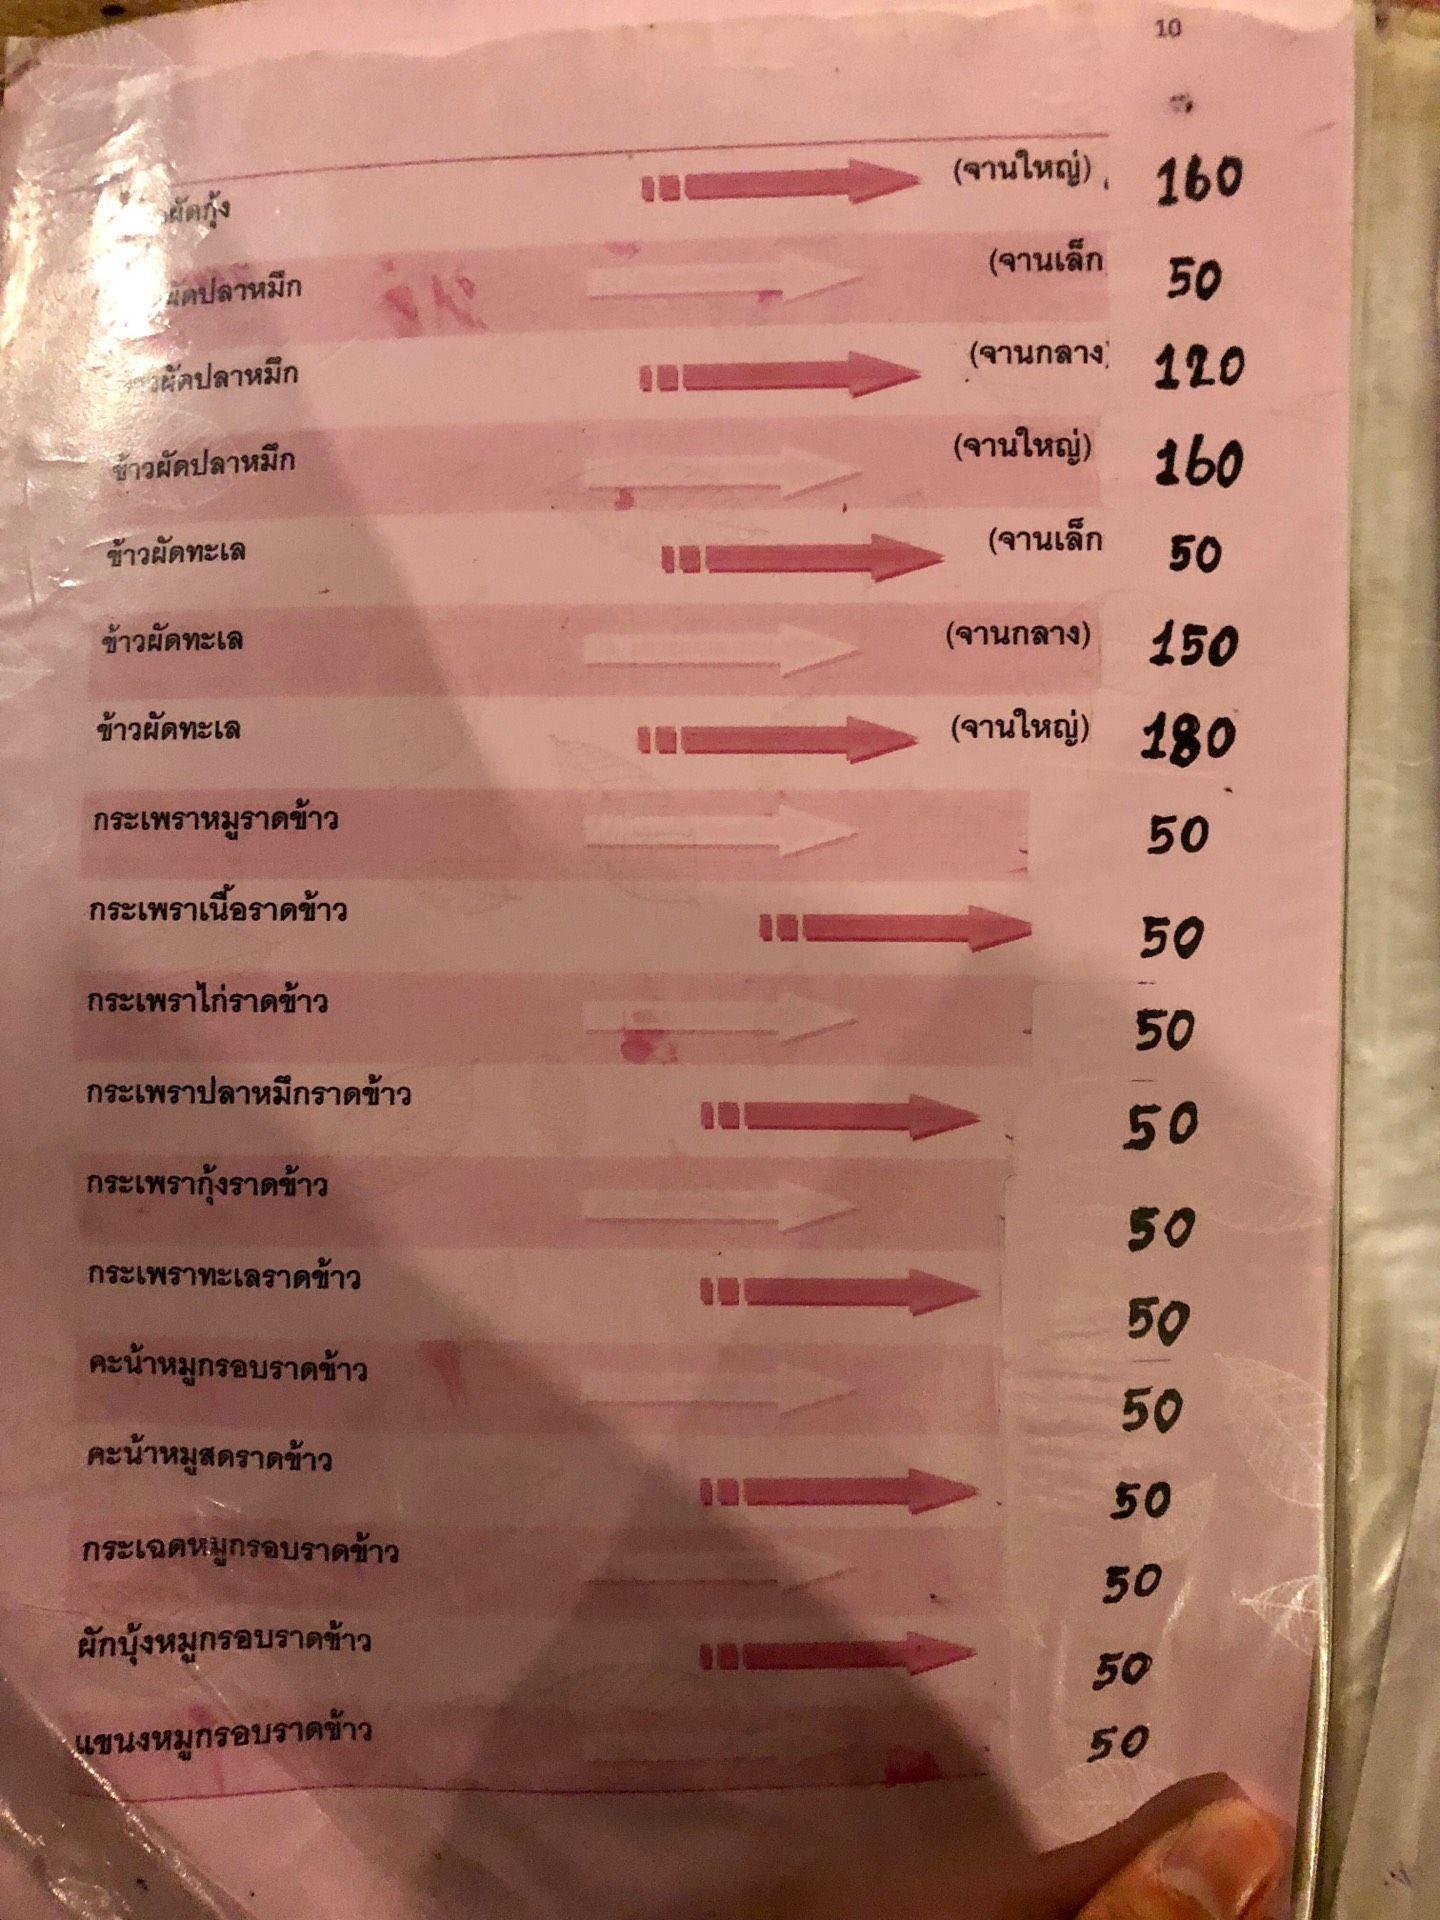 10
ผัดกุ้ง (จานใหญ่) 160
ผัดปลาหมึก (จานเล็ก 50
ข้าวผัดปลาหมึก (จานกลาง) 120
ข้าวผัดปลาหมึก (จานใหญ่) 160
ข้าวผัดทะเล (จานเล็ก 50
ข้าวผัดทะเล (จานกลาง) 150
ข้าวผัดทะเล (จานใหญ่) 180
กระเพราหมูราดข้าว 50
กระเพราเนื้อราดข้าว 50
กระเพราไก่ราดข้าว 50
กระเพราปลาหมึกราดข้าว 50
กระเพรากุ้งราดข้าว 50
กระเพราทะเลราดข้าว 50
คะน้าหมูกรอบราดข้าว 50
คะน้าหมูสดราดข้าว 50
กระเฉดหมูกรอบราดข้าว 50
ผักบุ้งหมูกรอบราดข้าว 50
แขนงหมูกรอบราดข้าว 50